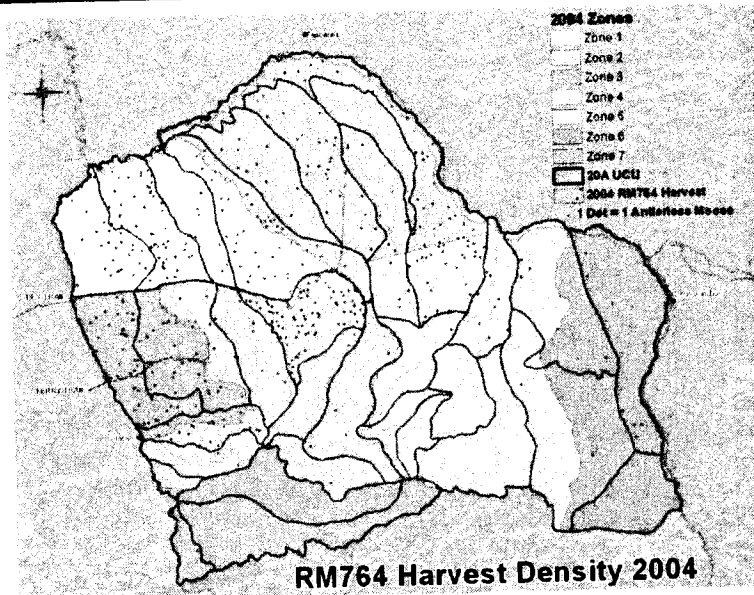 2004 Zones
Zone 1
Zone 2
Zone 3
Zone 4
Zone 5
Zone 6
Zone 7
20A UCU
2004 RM764 Harvest
1 Dot = 1 Antlerless Moose
RM764 Harvest Density 2004